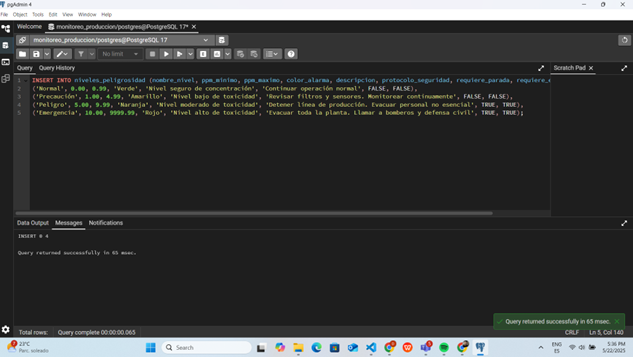 pgAdmin 4
File Object Tools Edit View Window Help
Welcome monitoreo_produccion/postgres@PostgreSQL 17* ×
monitoreo_produccion/postgres@PostgreSQL 17
No limit
Query Query History
Scratch Pad ×
1 INSERT INTO niveles_peligrosidad (nombre_nivel, ppm_minimo, ppm_maximo, color_alarma, descripcion, protocolo_seguridad, requiere_parada, requiere_e
2 ('Normal', 0.00, 0.99, 'Verde', 'Nivel seguro de concentración', 'Continuar operación normal', FALSE, FALSE),
3 ('Precaución', 1.00, 4.99, 'Amarillo', 'Nivel bajo de toxicidad', 'Revisar filtros y sensores. Monitorear continuamente', FALSE, FALSE),
4 ('Peligro', 5.00, 9.99, 'Naranja', 'Nivel moderado de toxicidad', 'Detener línea de producción. Evacuar personal no esencial', TRUE, TRUE),
5 ('Emergencia', 10.00, 9999.99, 'Rojo', 'Nivel alto de toxicidad', 'Evacuar toda la planta. Llamar a bomberos y defensa civil', TRUE, TRUE);
Data Output Messages Notifications
INSERT 0 4
Query returned successfully in 65 msec.
Query returned successfully in 65 msec.
Total rows: Query complete 00:00:00.065
CRLF Ln 5, Col 140
23°C
Parc. soleado
Search
ENG
ES
5:36 PM
5/22/2025